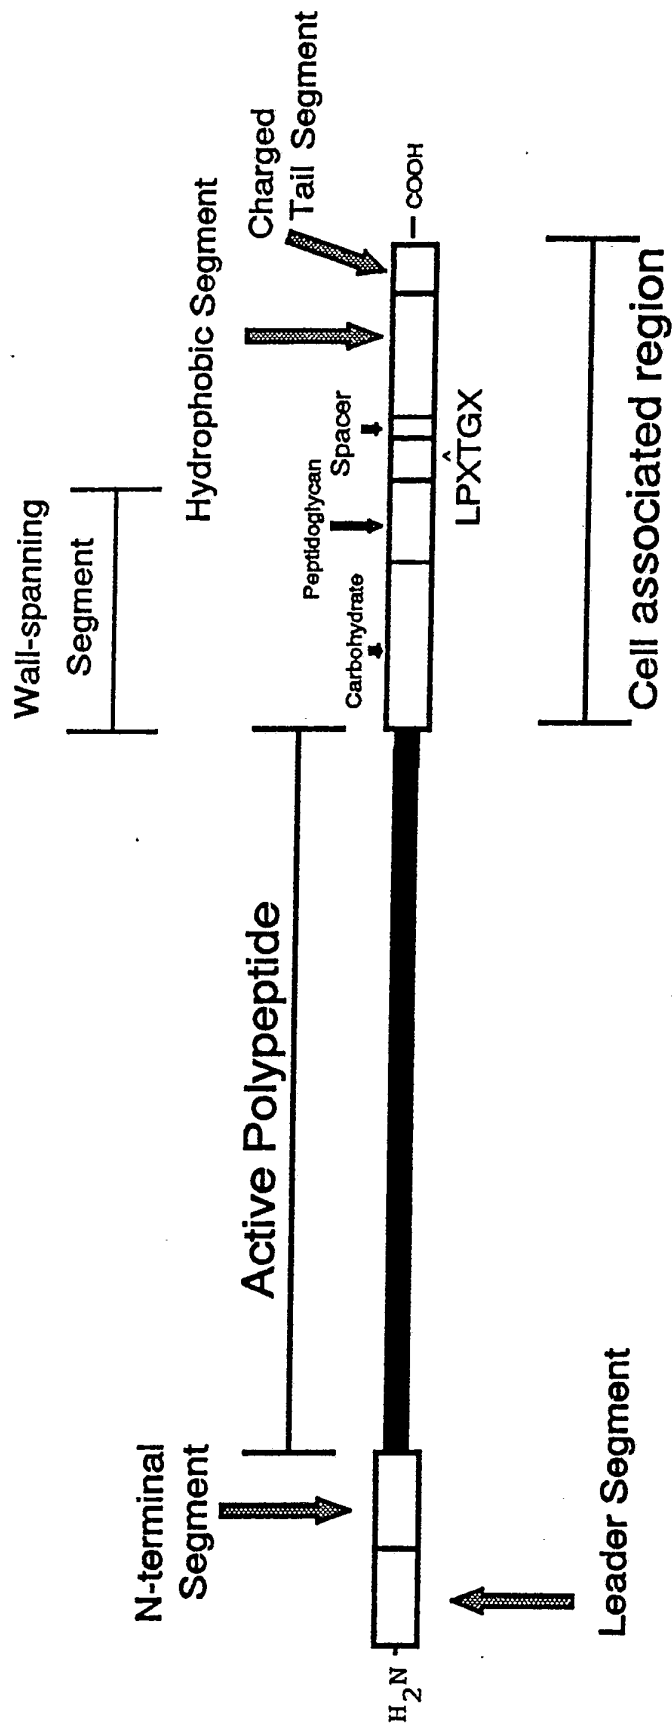 Wall-spanning
Segment
Hydrophobic Segment
Charged
Tail Segment
Peptidoglycan
Spacer
Carbohydrate
Active Polypeptide
N-terminal
Segment
H2N
– COOH
LPXTGX
^
Leader Segment
Cell associated region